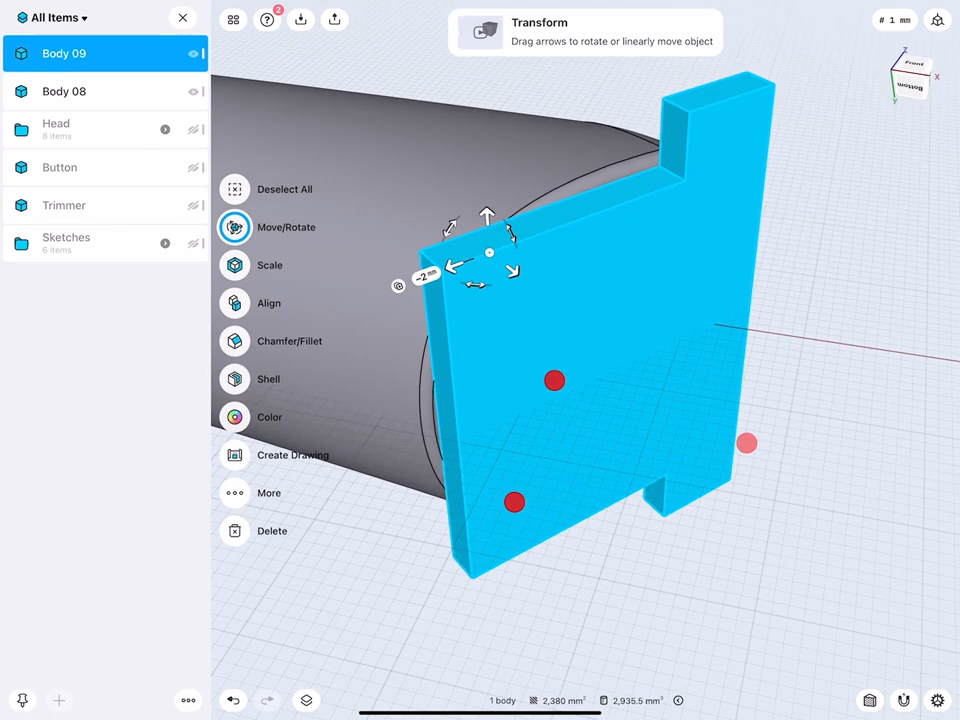 All Items
Body 09
Body 08
Head
8 items
Button
Trimmer
Sketches
6 items
2
Transform
Drag arrows to rotate or linearly move object
# 1 mm
Z
Front
X
Bottom
Y
Deselect All
Move/Rotate
Scale
Align
Chamfer/Fillet
Shell
Color
Create Drawing
More
Delete
-2 mm
1 body
2,380 mm²
2,935.5 mm³